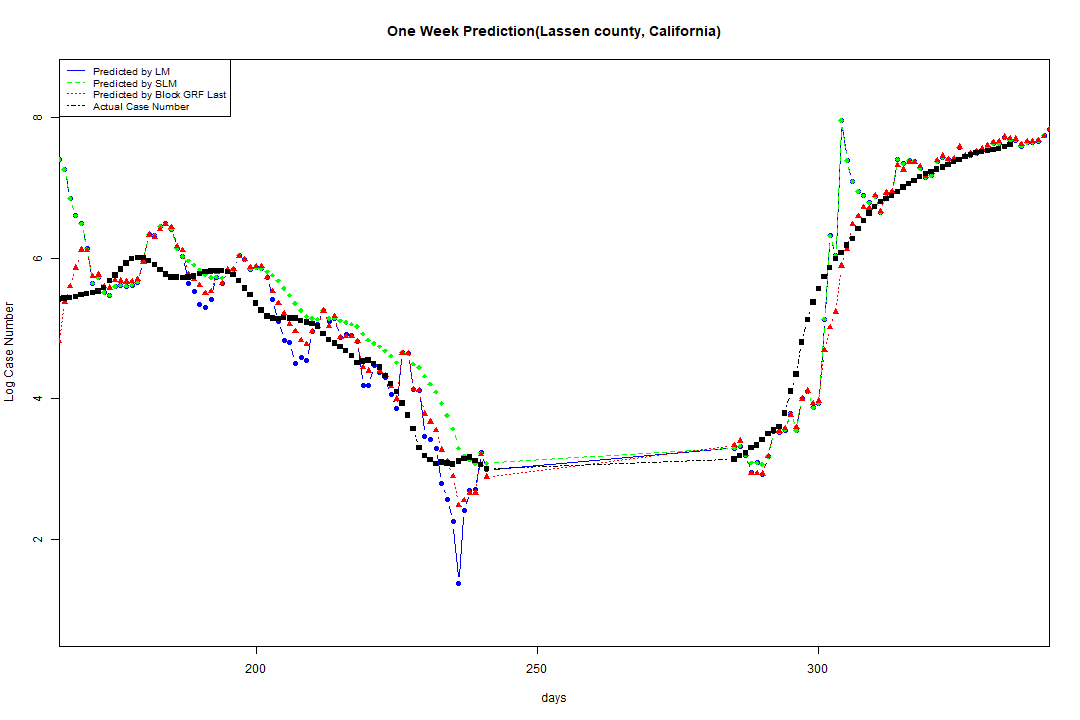 One Week Prediction(Lassen county, California)
Predicted by LM
Predicted by SLM
Predicted by Block GRF Last
Actual Case Number
8
6
4
2
Log Case Number
200
250
300
days